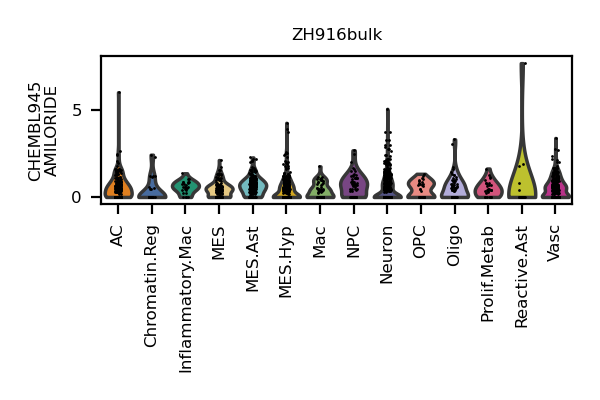 ZH916bulk
CHEMBL945
AMILORIDE
5
0
AC
Chromatin.Reg
Inflammatory.Mac
MES
MES.Ast
MES.Hyp
Mac
NPC
Neuron
OPC
Oligo
Prolif.Metab
Reactive.Ast
Vasc